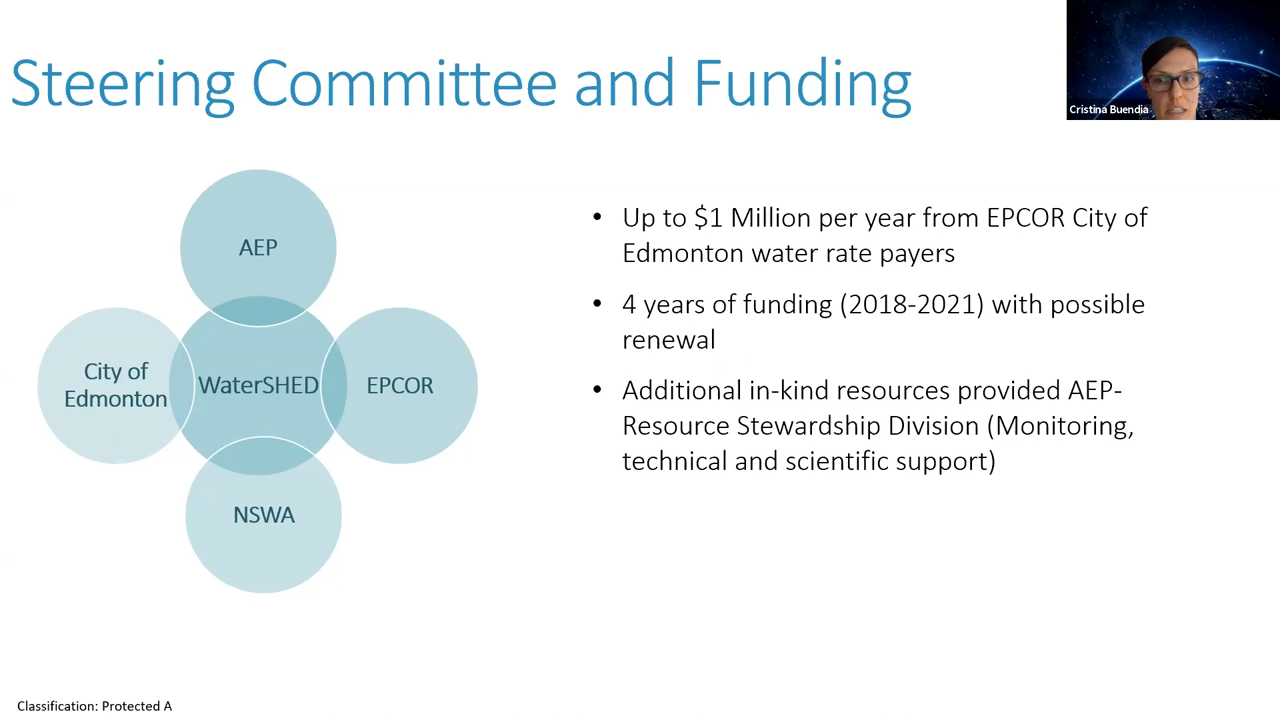 Steering Committee and Funding
Cristina Buendia
AEP
City of
Edmonton
WaterSHED
EPCOR
NSWA
• Up to $1 Million per year from EPCOR City of
Edmonton water rate payers
• 4 years of funding (2018-2021) with possible
renewal
• Additional in-kind resources provided AEP-
Resource Stewardship Division (Monitoring,
technical and scientific support)
Classification: Protected A